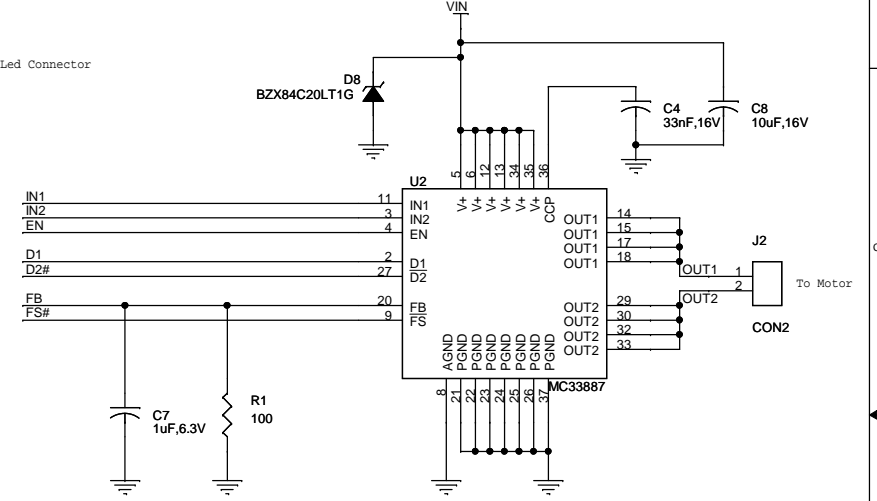 VIN
Led Connector
D8
BZX84C20LT1G
C4
33nF,16V
C8
10uF,16V
5
6
12
13
34
35
36
U2
V+
V+
V+
V+
V+
V+
CCP
IN1
11
IN1
IN2
3
IN2
EN
4
EN
D1
2
D1
D2#
27
D2
FB
20
FB
FS#
9
FS
OUT1
14
OUT1
15
OUT1
17
OUT1
18
OUT2
29
OUT2
30
OUT2
32
OUT2
33
J2
OUT1
1
OUT2
2
To Motor
CON2
AGND
PGND
PGND
PGND
PGND
PGND
PGND
PGND
MC33887
8
21
22
23
24
25
26
37
C7
1uF,6.3V
R1
100